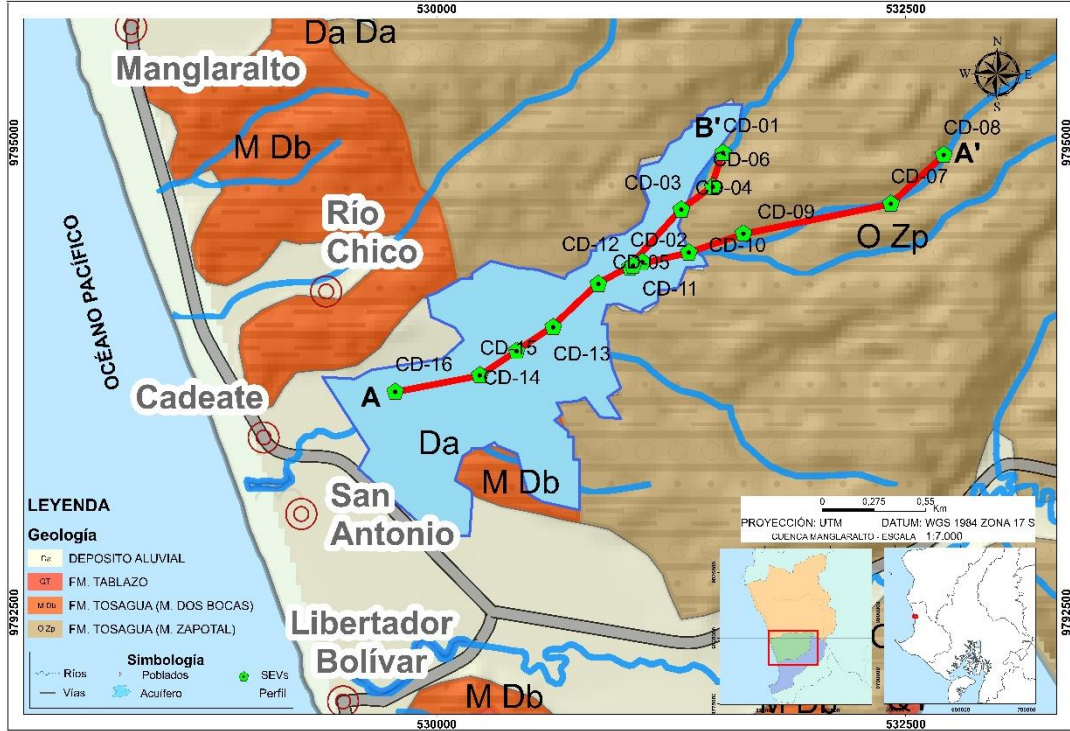 530000
532500
Da Da
Manglaralto
N
W E
S
9795000
9795000
B'
CD-01
CD-08
A'
M Db
CD-06
CD-03
CD-04
CD-07
Río
Chico
CD-09
O Zp
CD-12
CD-02
CD-10
CD-05
CD-11
OCÉANO PACÍFICO
CD-15
CD-13
CD-16
CD-14
Cadeate
A
Da
M Db
San
Antonio
LEYENDA
Geología
Da DEPOSITO ALUVIAL
QT FM. TABLAZO
M Db FM. TOSAGUA (M. DOS BOCAS)
O Zp FM. TOSAGUA (M. ZAPOTAL)
Simbología
Ríos Poblados SEVs
Vías Acuífero Perfil
0 0,275 0,55
Km
PROYECCIÓN: UTM DATUM: WGS 1984 ZONA 17 S
CUENCA MANGLARALTO - ESCALA 1:7.000
9792500
9792500
Libertador
Bolívar
M Db
M Db
530000
532500